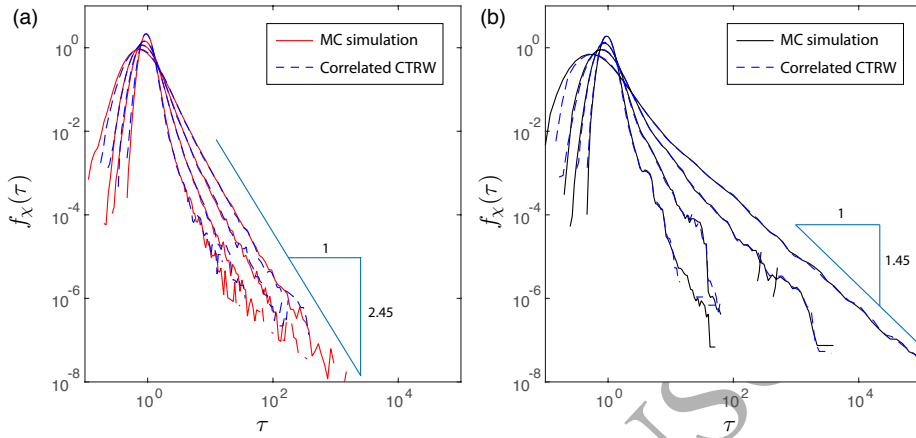 (a)
MC simulation
Correlated CTRW
10^0
10^-2
10^-4
10^-6
10^-8
f_χ(τ)
1
2.45
10^0
10^2
10^4
τ
(b)
MC simulation
Correlated CTRW
10^0
10^-2
10^-4
10^-6
10^-8
f_χ(τ)
1
1.45
10^0
10^2
10^4
τ